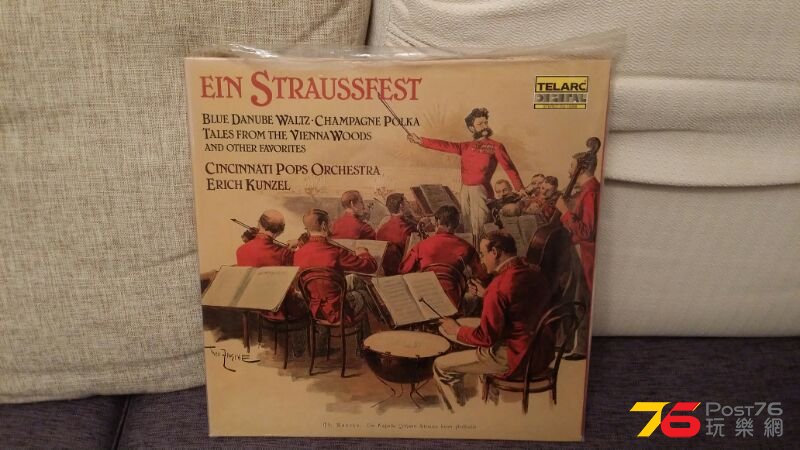 EIN STRAUSSFEST
TELARC
DIGITAL
BLUE DANUBE WALTZ · CHAMPAGNE POLKA
TALES FROM THE VIENNA WOODS
AND OTHER FAVORITES
CINCINNATI POPS ORCHESTRA
ERICH KUNZEL
76 POST76
玩樂網